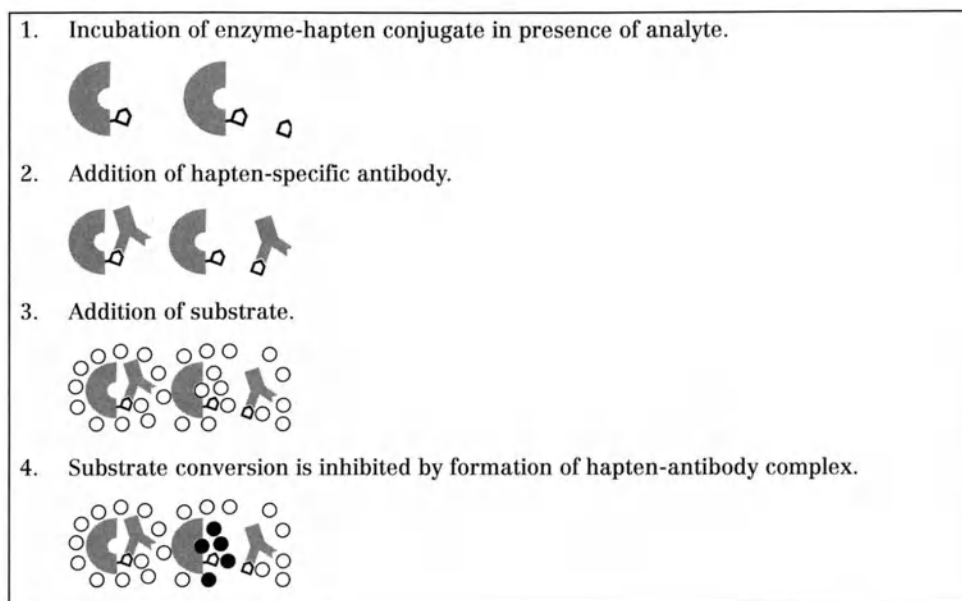 1. Incubation of enzyme-hapten conjugate in presence of analyte.
2. Addition of hapten-specific antibody.
3. Addition of substrate.
4. Substrate conversion is inhibited by formation of hapten-antibody complex.